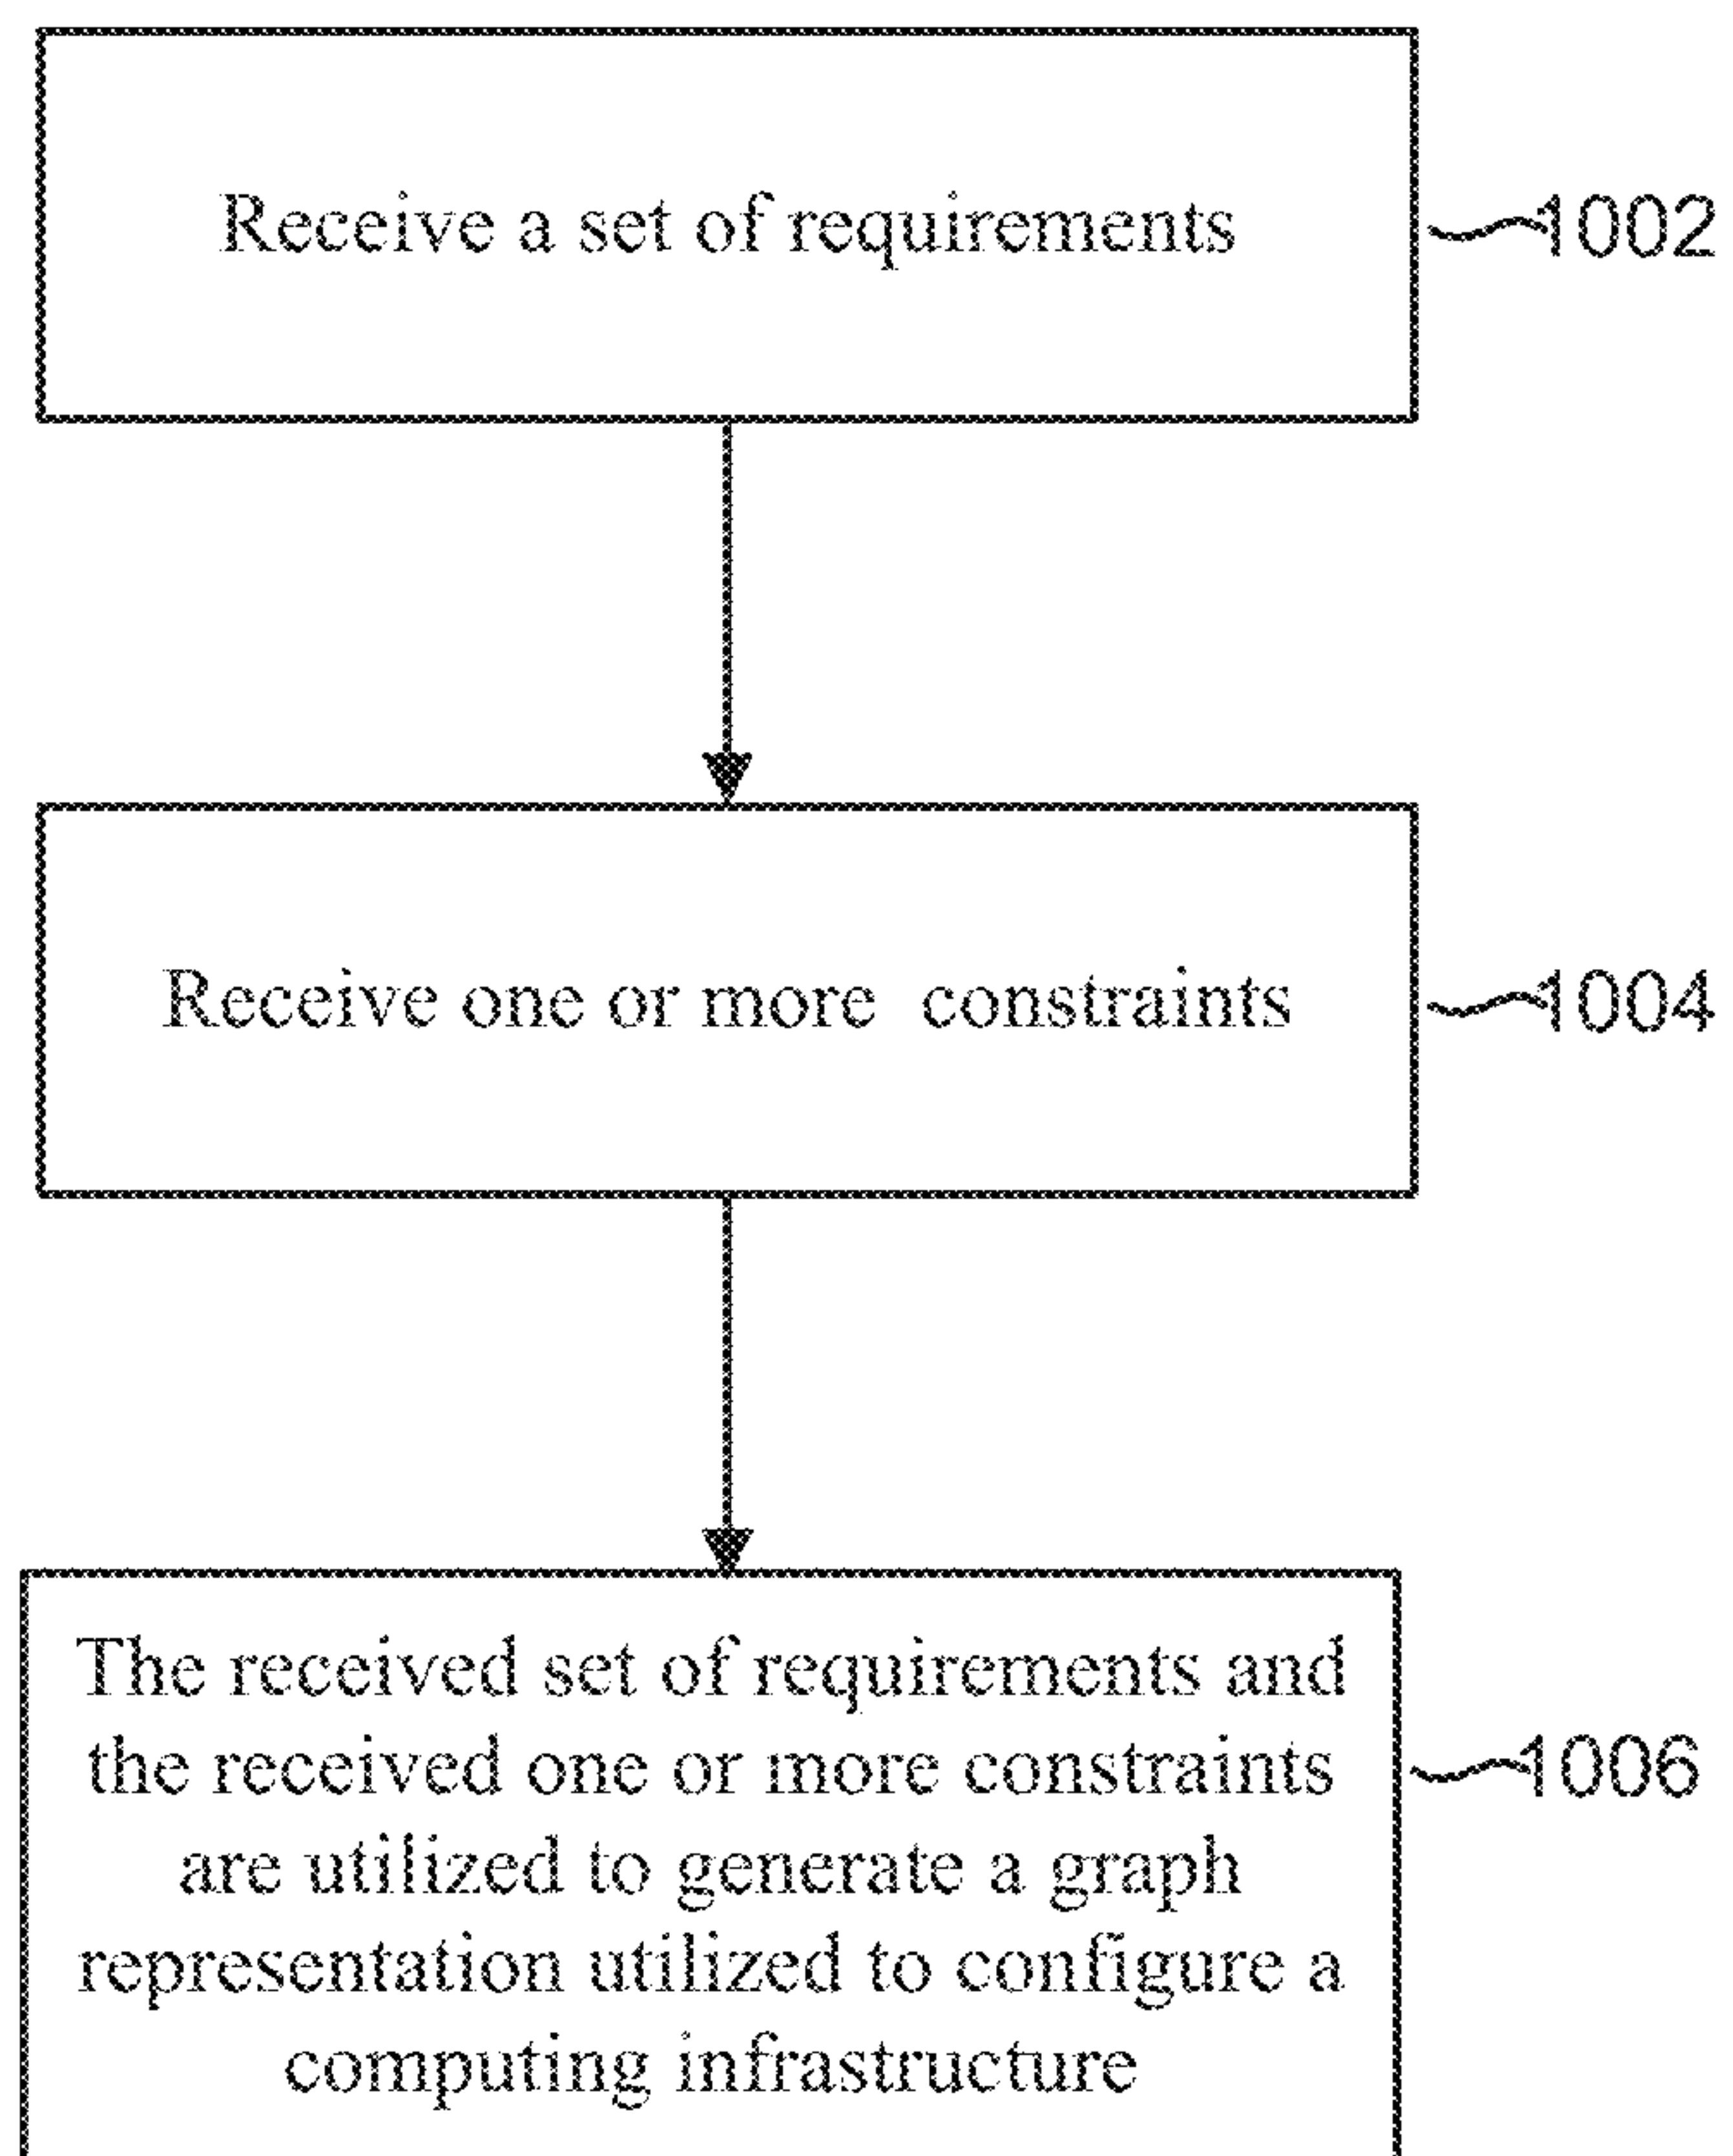 Receive a set of requirements
1002
Receive one or more constraints
1004
The received set of requirements and
the received one or more constraints
are utilized to generate a graph
representation utilized to configure a
computing infrastructure
1006